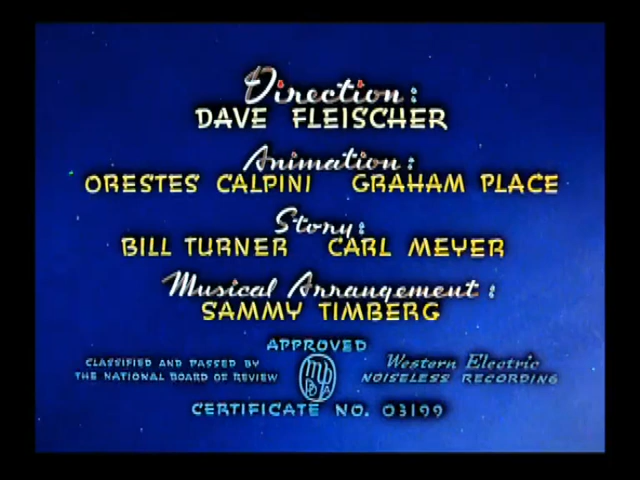 Direction:
DAVE FLEISCHER
Animation:
ORESTES CALPINI GRAHAM PLACE
Story:
BILL TURNER CARL MEYER
Musical Arrangement:
SAMMY TIMBERG
APPROVED
CLASSIFIED AND PASSED BY
THE NATIONAL BOARD OF REVIEW
MPPDA
Western Electric
NOISELESS RECORDING
CERTIFICATE NO. 03199